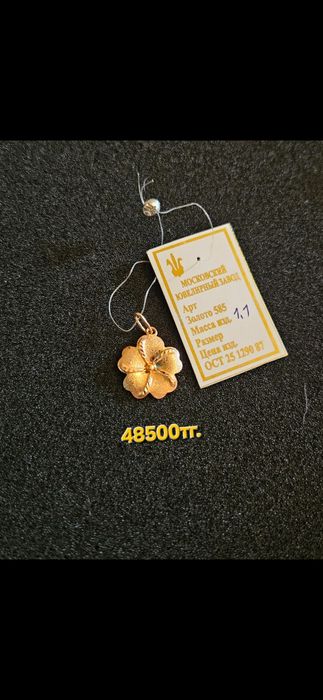 МОСКОВСКИЙ
ЮВЕЛИРНЫЙ ЗАВОД
Арт
Золото 585
Масса изд. 1,1
Размер
Цена изд.
ОСТ 25 1290 87
48500тг.